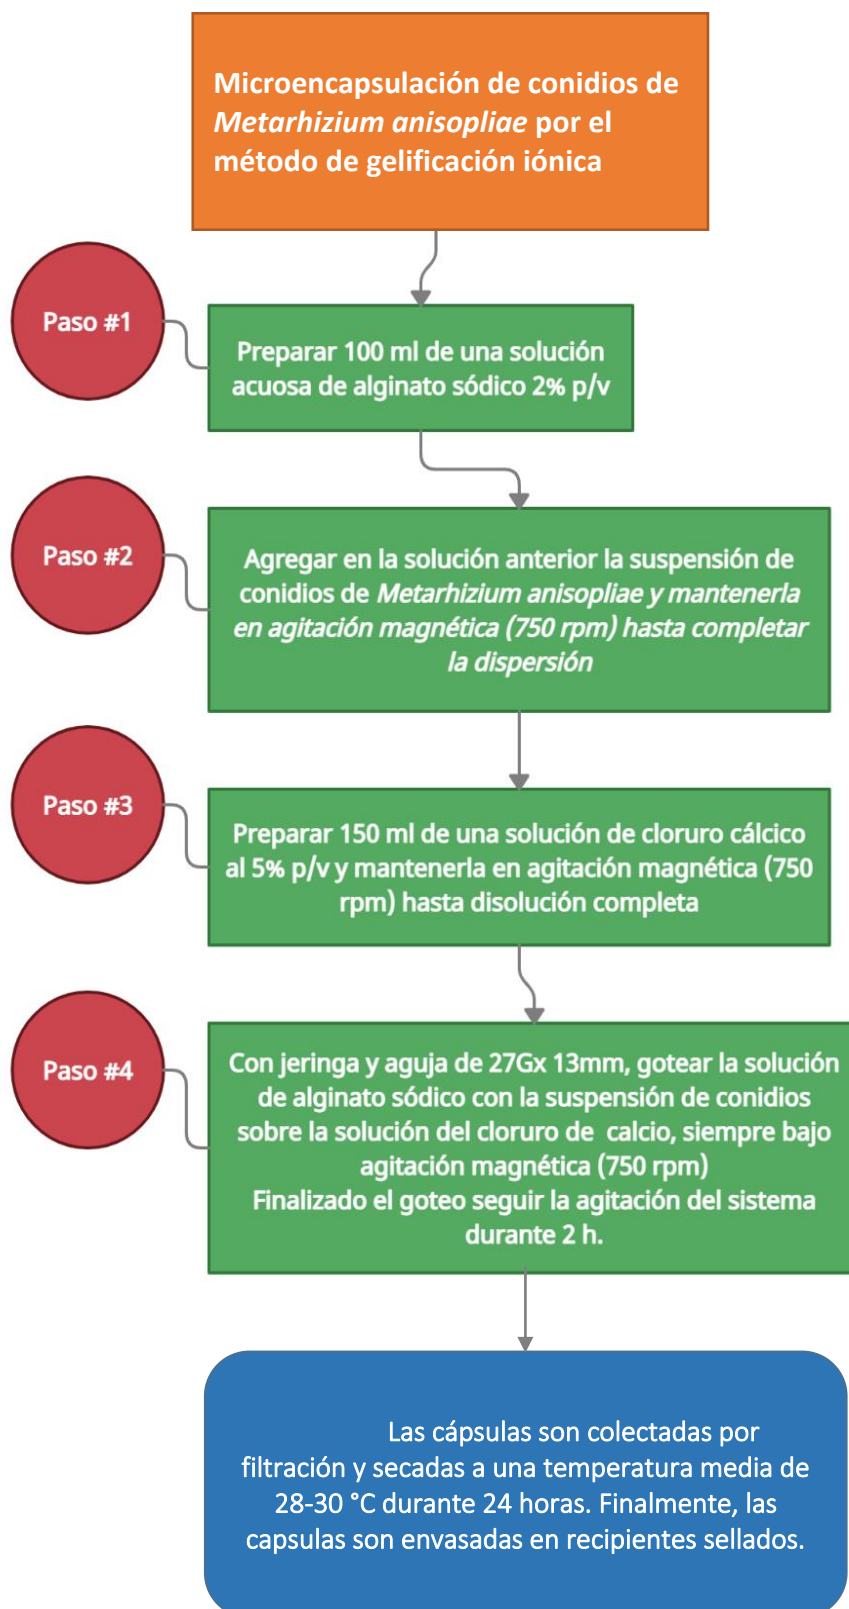 Microencapsulación de conidios de
Metarhizium anisopliae por el
método de gelificación iónica
Paso #1
Preparar 100 ml de una solución
acuosa de alginato sódico 2% p/v
Paso #2
Agregar en la solución anterior la suspensión de
conidios de Metarhizium anisopliae y mantenerla
en agitación magnética (750 rpm) hasta completar
la dispersión
Paso #3
Preparar 150 ml de una solución de cloruro cálcico
al 5% p/v y mantenerla en agitación magnética (750
rpm) hasta disolución completa
Paso #4
Con jeringa y aguja de 27Gx 13mm, gotear la solución
de alginato sódico con la suspensión de conidios
sobre la solución del cloruro de calcio, siempre bajo
agitación magnética (750 rpm)
Finalizado el goteo seguir la agitación del sistema
durante 2 h.
Las cápsulas son colectadas por
filtración y secadas a una temperatura media de
28-30 °C durante 24 horas. Finalmente, las
capsulas son envasadas en recipientes sellados.